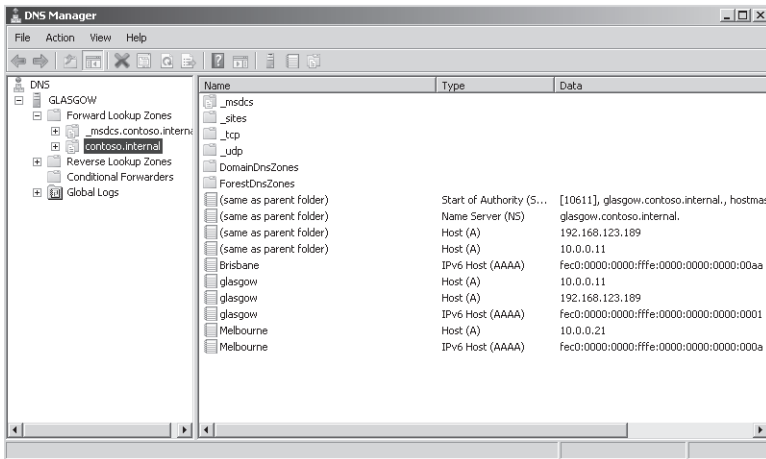 DNS Manager
File Action View Help
DNS
GLASGOW
Forward Lookup Zones
_msdcs.contoso.interna
contoso.internal
Reverse Lookup Zones
Conditional Forwarders
Global Logs
Name Type Data
_msdcs
_sites
_tcp
_udp
DomainDnsZones
ForestDnsZones
(same as parent folder) Start of Authority (S... [10611], glasgow.contoso.internal., hostmas
(same as parent folder) Name Server (NS) glasgow.contoso.internal.
(same as parent folder) Host (A) 192.168.123.189
(same as parent folder) Host (A) 10.0.0.11
Brisbane IPv6 Host (AAAA) fec0:0000:0000:fffe:0000:0000:0000:00aa
glasgow Host (A) 10.0.0.11
glasgow Host (A) 192.168.123.189
glasgow IPv6 Host (AAAA) fec0:0000:0000:fffe:0000:0000:0000:0001
Melbourne Host (A) 10.0.0.21
Melbourne IPv6 Host (AAAA) fec0:0000:0000:fffe:0000:0000:0000:000a